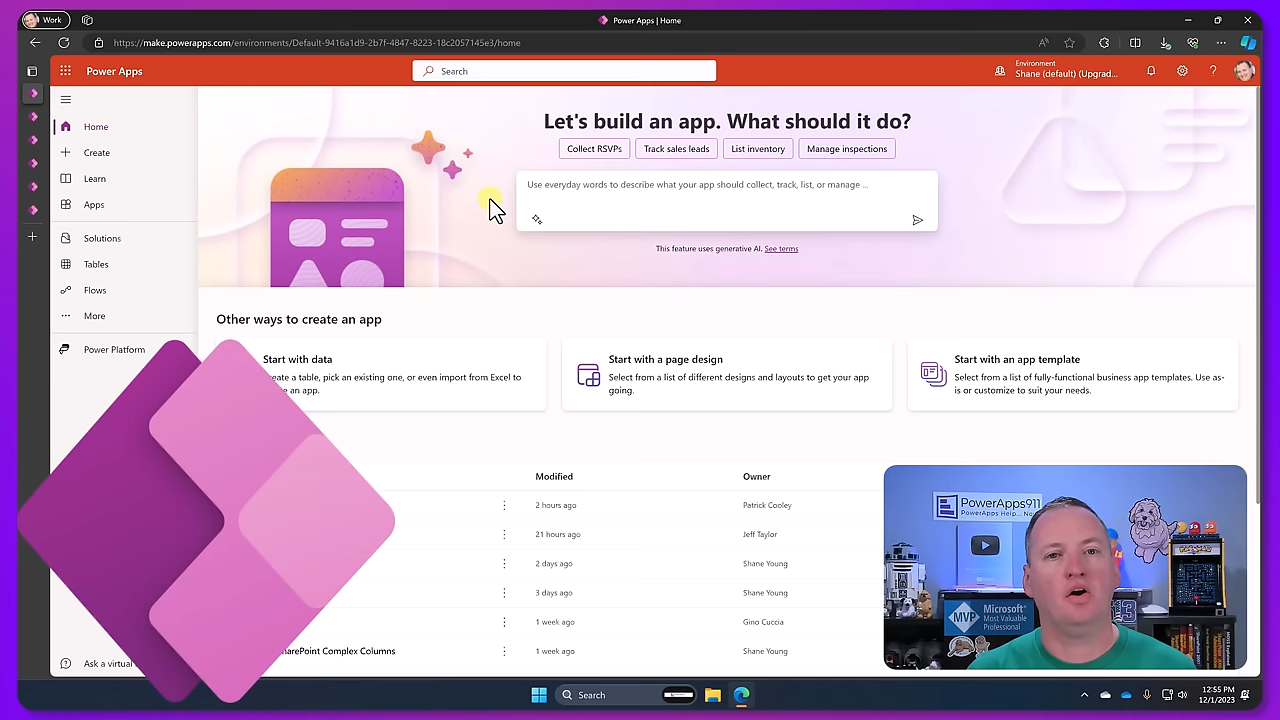 Work
Power Apps | Home
https://make.powerapps.com/environments/Default-9416a1d9-2b7f-4847-8223-18c2057145e3/home
Power Apps
Search
Environment
Shane (default) (Upgrad...
Home
Create
Learn
Apps
Solutions
Tables
Flows
More
Power Platform
Ask a virtual
Let's build an app. What should it do?
Collect RSVPs
Track sales leads
List inventory
Manage inspections
Use everyday words to describe what your app should collect, track, list, or manage ...
This feature uses generative AI. See terms
Other ways to create an app
Start with data
table, pick an existing one, or even import from Excel to
an app.
Start with a page design
Select from a list of different designs and layouts to get your app
going.
Start with an app template
Select from a list of fully-functional business app templates. Use as-
is or customize to suit your needs.
Modified
Owner
2 hours ago
Patrick Cooley
21 hours ago
Jeff Taylor
2 days ago
Shane Young
3 days ago
Shane Young
1 week ago
Gino Cuccia
Complex Columns
1 week ago
Shane Young
PowerApps911
PowerApps Help...
MVP
Microsoft®
Most Valuable
Professional
13
Search
12:55 PM
12/1/2023